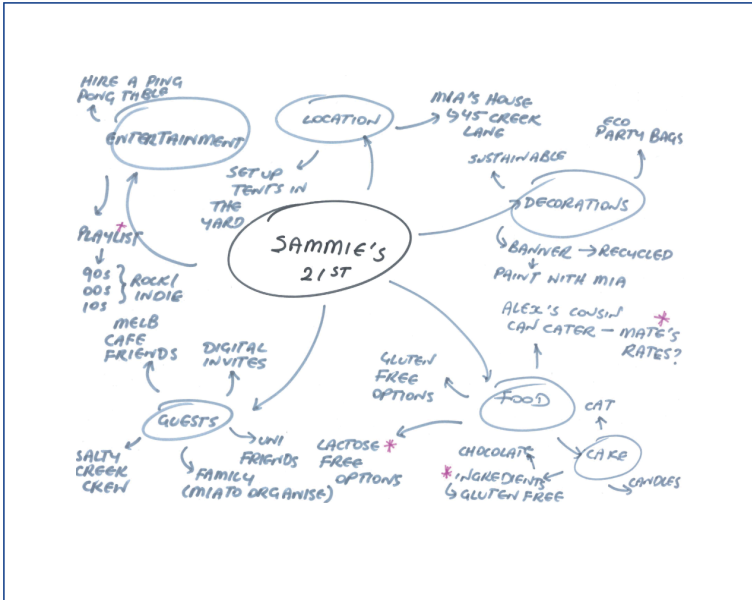 HIRE A PING
PONG TABLE
ENTERTAINMENT
PLAYLIST
90S
00S
10S
ROCK/
INDIE
LOCATION
MIA'S HOUSE
45 CREEK
LANE
SET UP
TENTS IN
THE
YARD
SUSTAINABLE
ECO
PARTY BAGS
DECORATIONS
BANNER → RECYCLED
PAINT WITH MIA
SAMMIE'S
21ST
ALEX'S COUSIN
CAN CATER - MATE'S
RATES?
GLUTEN
FREE
OPTIONS
FOOD
LACTOSE *
FREE
OPTIONS
CAT
CAKE
CANDLES
CHOCOLATE
* INGREDIENTS
GLUTEN FREE
MELB
CAFE
FRIENDS
DIGITAL
INVITES
GUESTS
SALTY
CREEK
CREW
FAMILY
(MIA TO ORGANISE)
UNI
FRIENDS